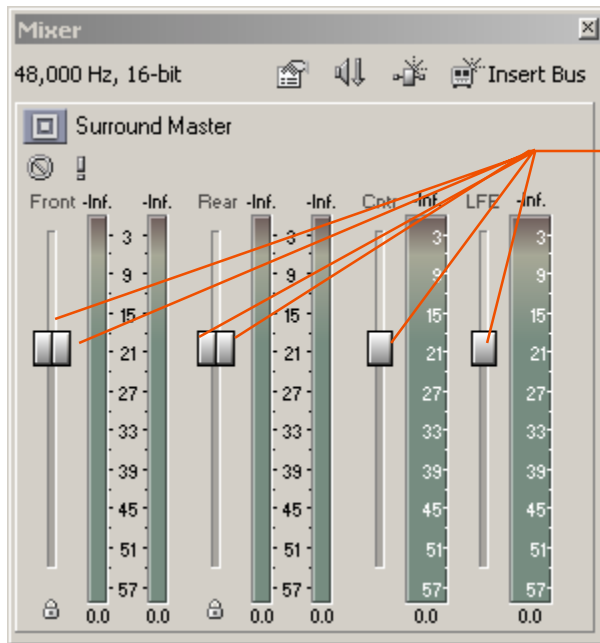 Mixer
48,000 Hz, 16-bit Insert Bus
Surround Master
Front -Inf. -Inf. Rear -Inf. -Inf. Cntr -Inf. LFE -Inf.
3 3 3 3
9 9 9 9
15 15 15 15
21 21 21 21
27 27 27 27
33 33 33 33
39 39 39 39
45 45 45 45
51 51 51 51
57 57 57 57
0.0 0.0 0.0 0.0 0.0 0.0